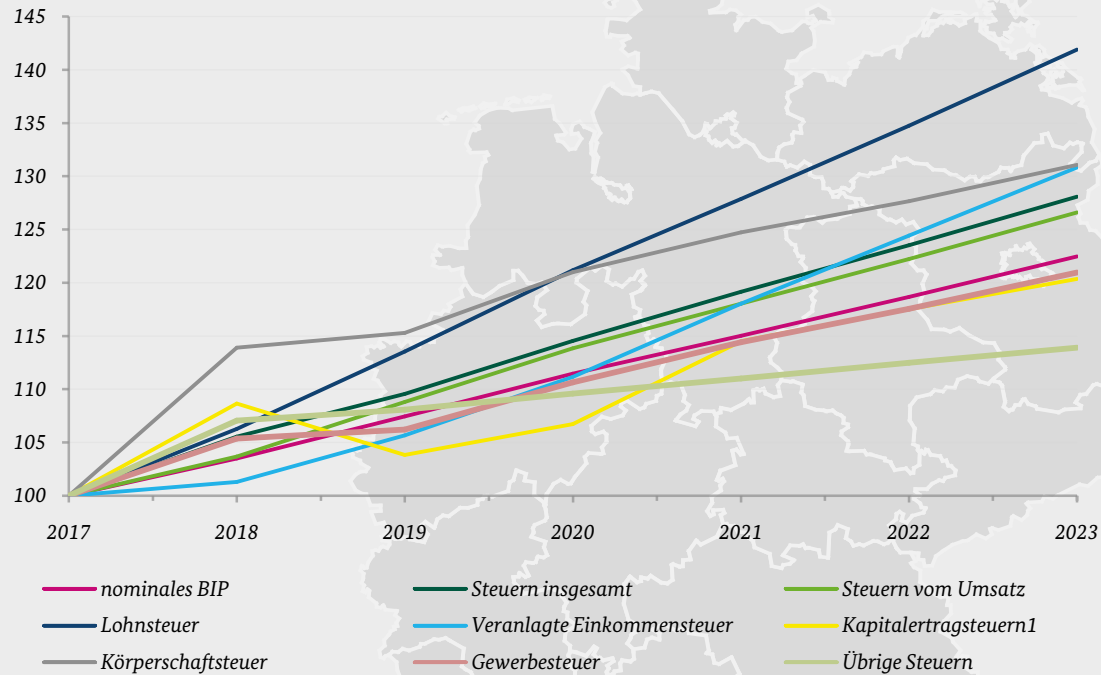 145
140
135
130
125
120
115
110
105
100
2017 2018 2019 2020 2021 2022 2023
nominales BIP Steuern insgesamt Steuern vom Umsatz
Lohnsteuer Veranlagte Einkommensteuer Kapitalertragsteuern1
Körperschaftsteuer Gewerbesteuer Übrige Steuern